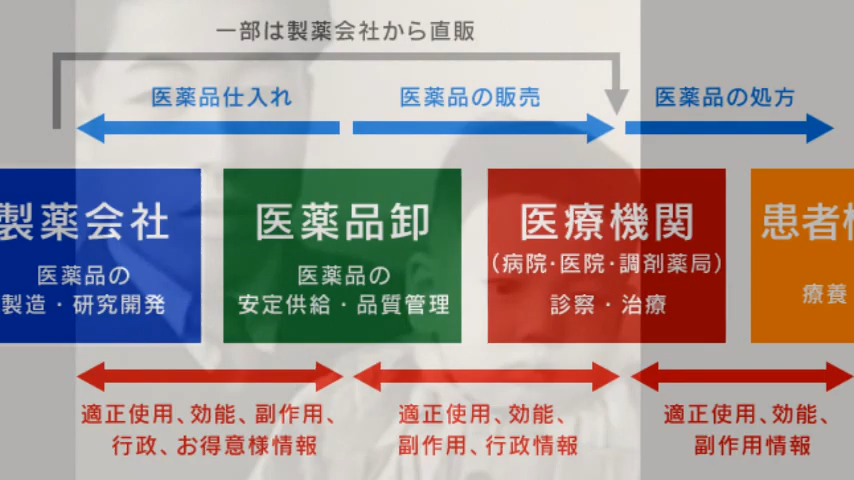 一部は製薬会社から直販
医薬品仕入れ
医薬品の販売
医薬品の処方
製薬会社
医薬品の
製造・研究開発
医薬品卸
医薬品の
安定供給・品質管理
医療機関
(病院・医院・調剤薬局)
診察・治療
患者
療養
適正使用、効能、副作用、
行政、お得意様情報
適正使用、効能、
副作用、行政情報
適正使用、効能、
副作用情報